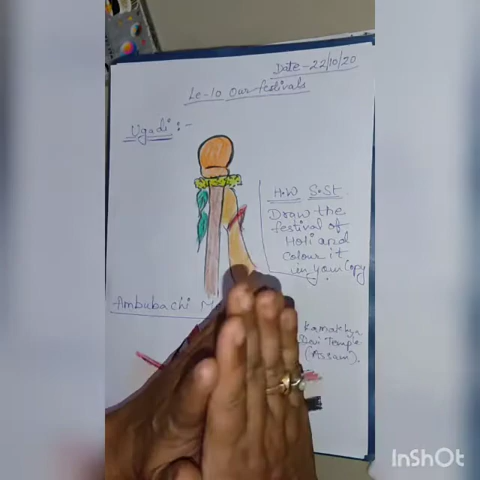 Date - 22/10/20
Le-10 Our festivals
Ugadi :-
H.W S.St
Draw the
festival of
Holi and
colour it
in your Copy
.
Ambubachi
Kamakhya
Devi Temple
(Assam).
InShOt